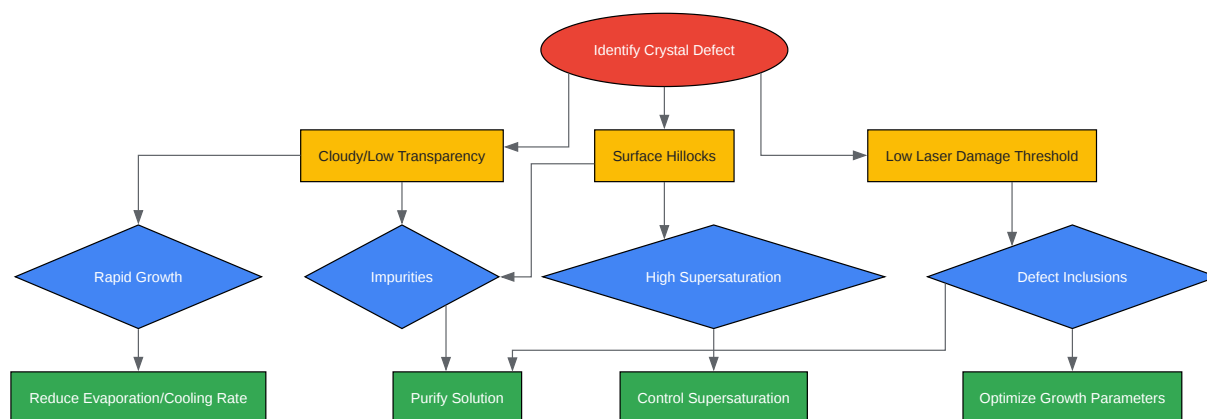 Identify Crystal Defect
Cloudy/Low Transparency
Surface Hillocks
Low Laser Damage Threshold
Rapid Growth
Impurities
High Supersaturation
Defect Inclusions
Reduce Evaporation/Cooling Rate
Purify Solution
Control Supersaturation
Optimize Growth Parameters